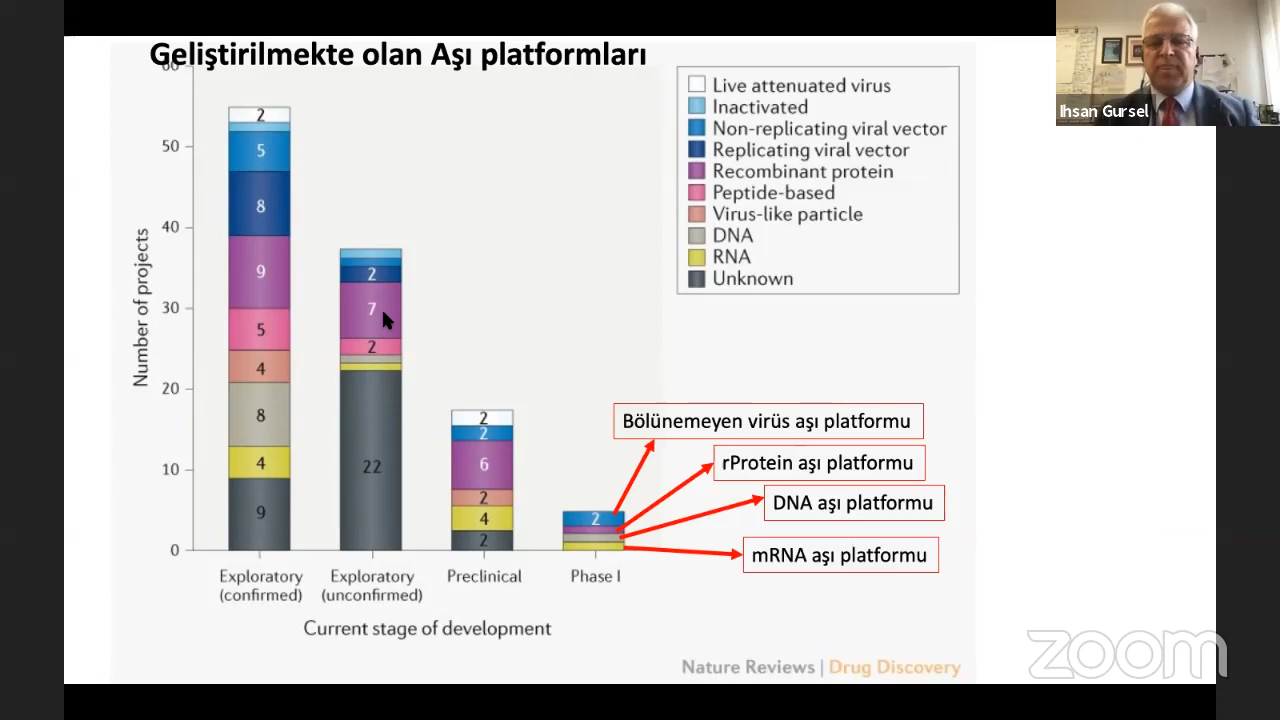 Geliştirilmekte olan Aşı platformları
60
50
40
30
20
10
0
Number of projects
2
5
8
9
5
4
8
4
9
2
7
2
22
2
2
6
2
4
2
2
Exploratory
(confirmed)
Exploratory
(unconfirmed)
Preclinical
Phase I
Current stage of development
Live attenuated virus
Inactivated
Non-replicating viral vector
Replicating viral vector
Recombinant protein
Peptide-based
Virus-like particle
DNA
RNA
Unknown
Bölünemeyen virüs aşı platformu
rProtein aşı platformu
DNA aşı platformu
mRNA aşı platformu
Nature Reviews | Drug Discovery
Ihsan Gursel
zoom